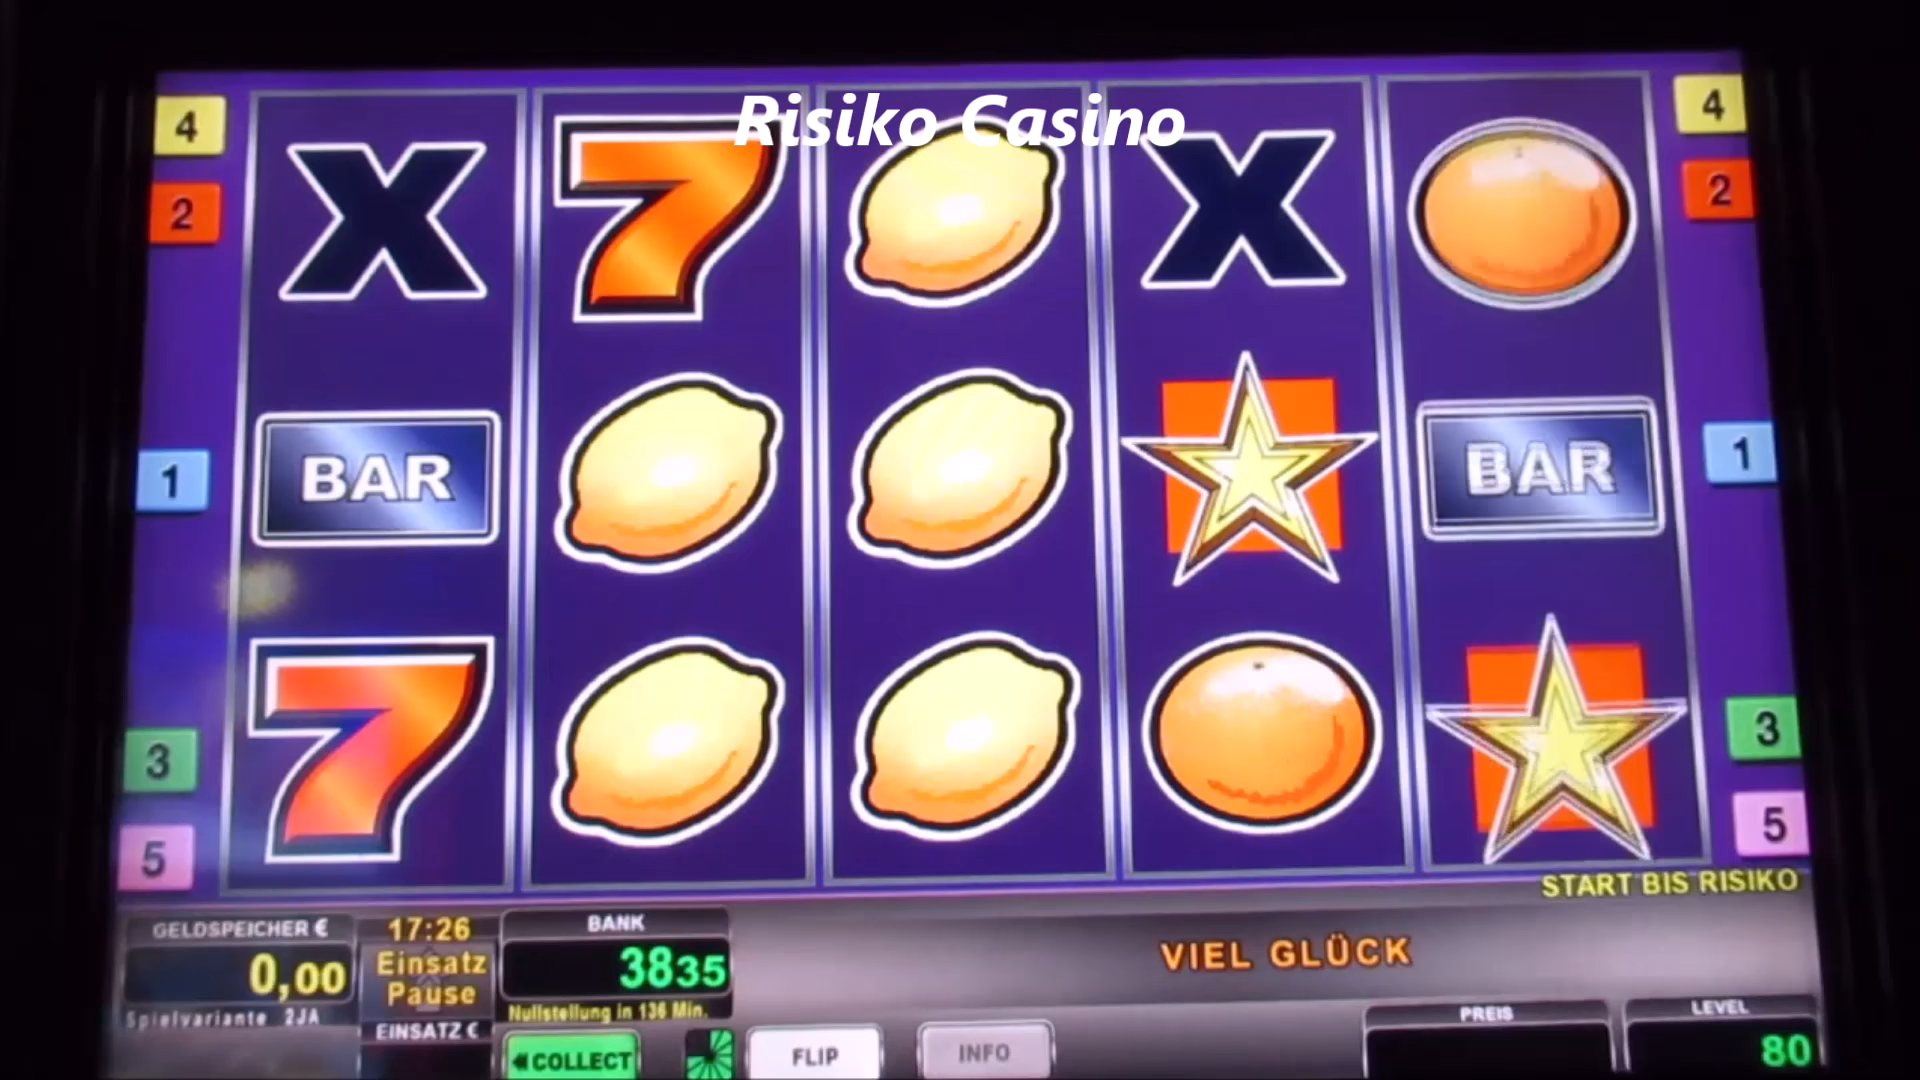 Risiko Casino
4
4
2
2
X
7
X
1
BAR
BAR
1
7
3
3
5
5
START BIS RISIKO
GELDSPEICHER €
17:26
BANK
0,00
Einsatz
Pause
3835
VIEL GLÜCK
Spielvariante 2JA
Nullstellung in 136 Min.
EINSATZ €
COLLECT
FLIP
INFO
PREIS
LEVEL
80